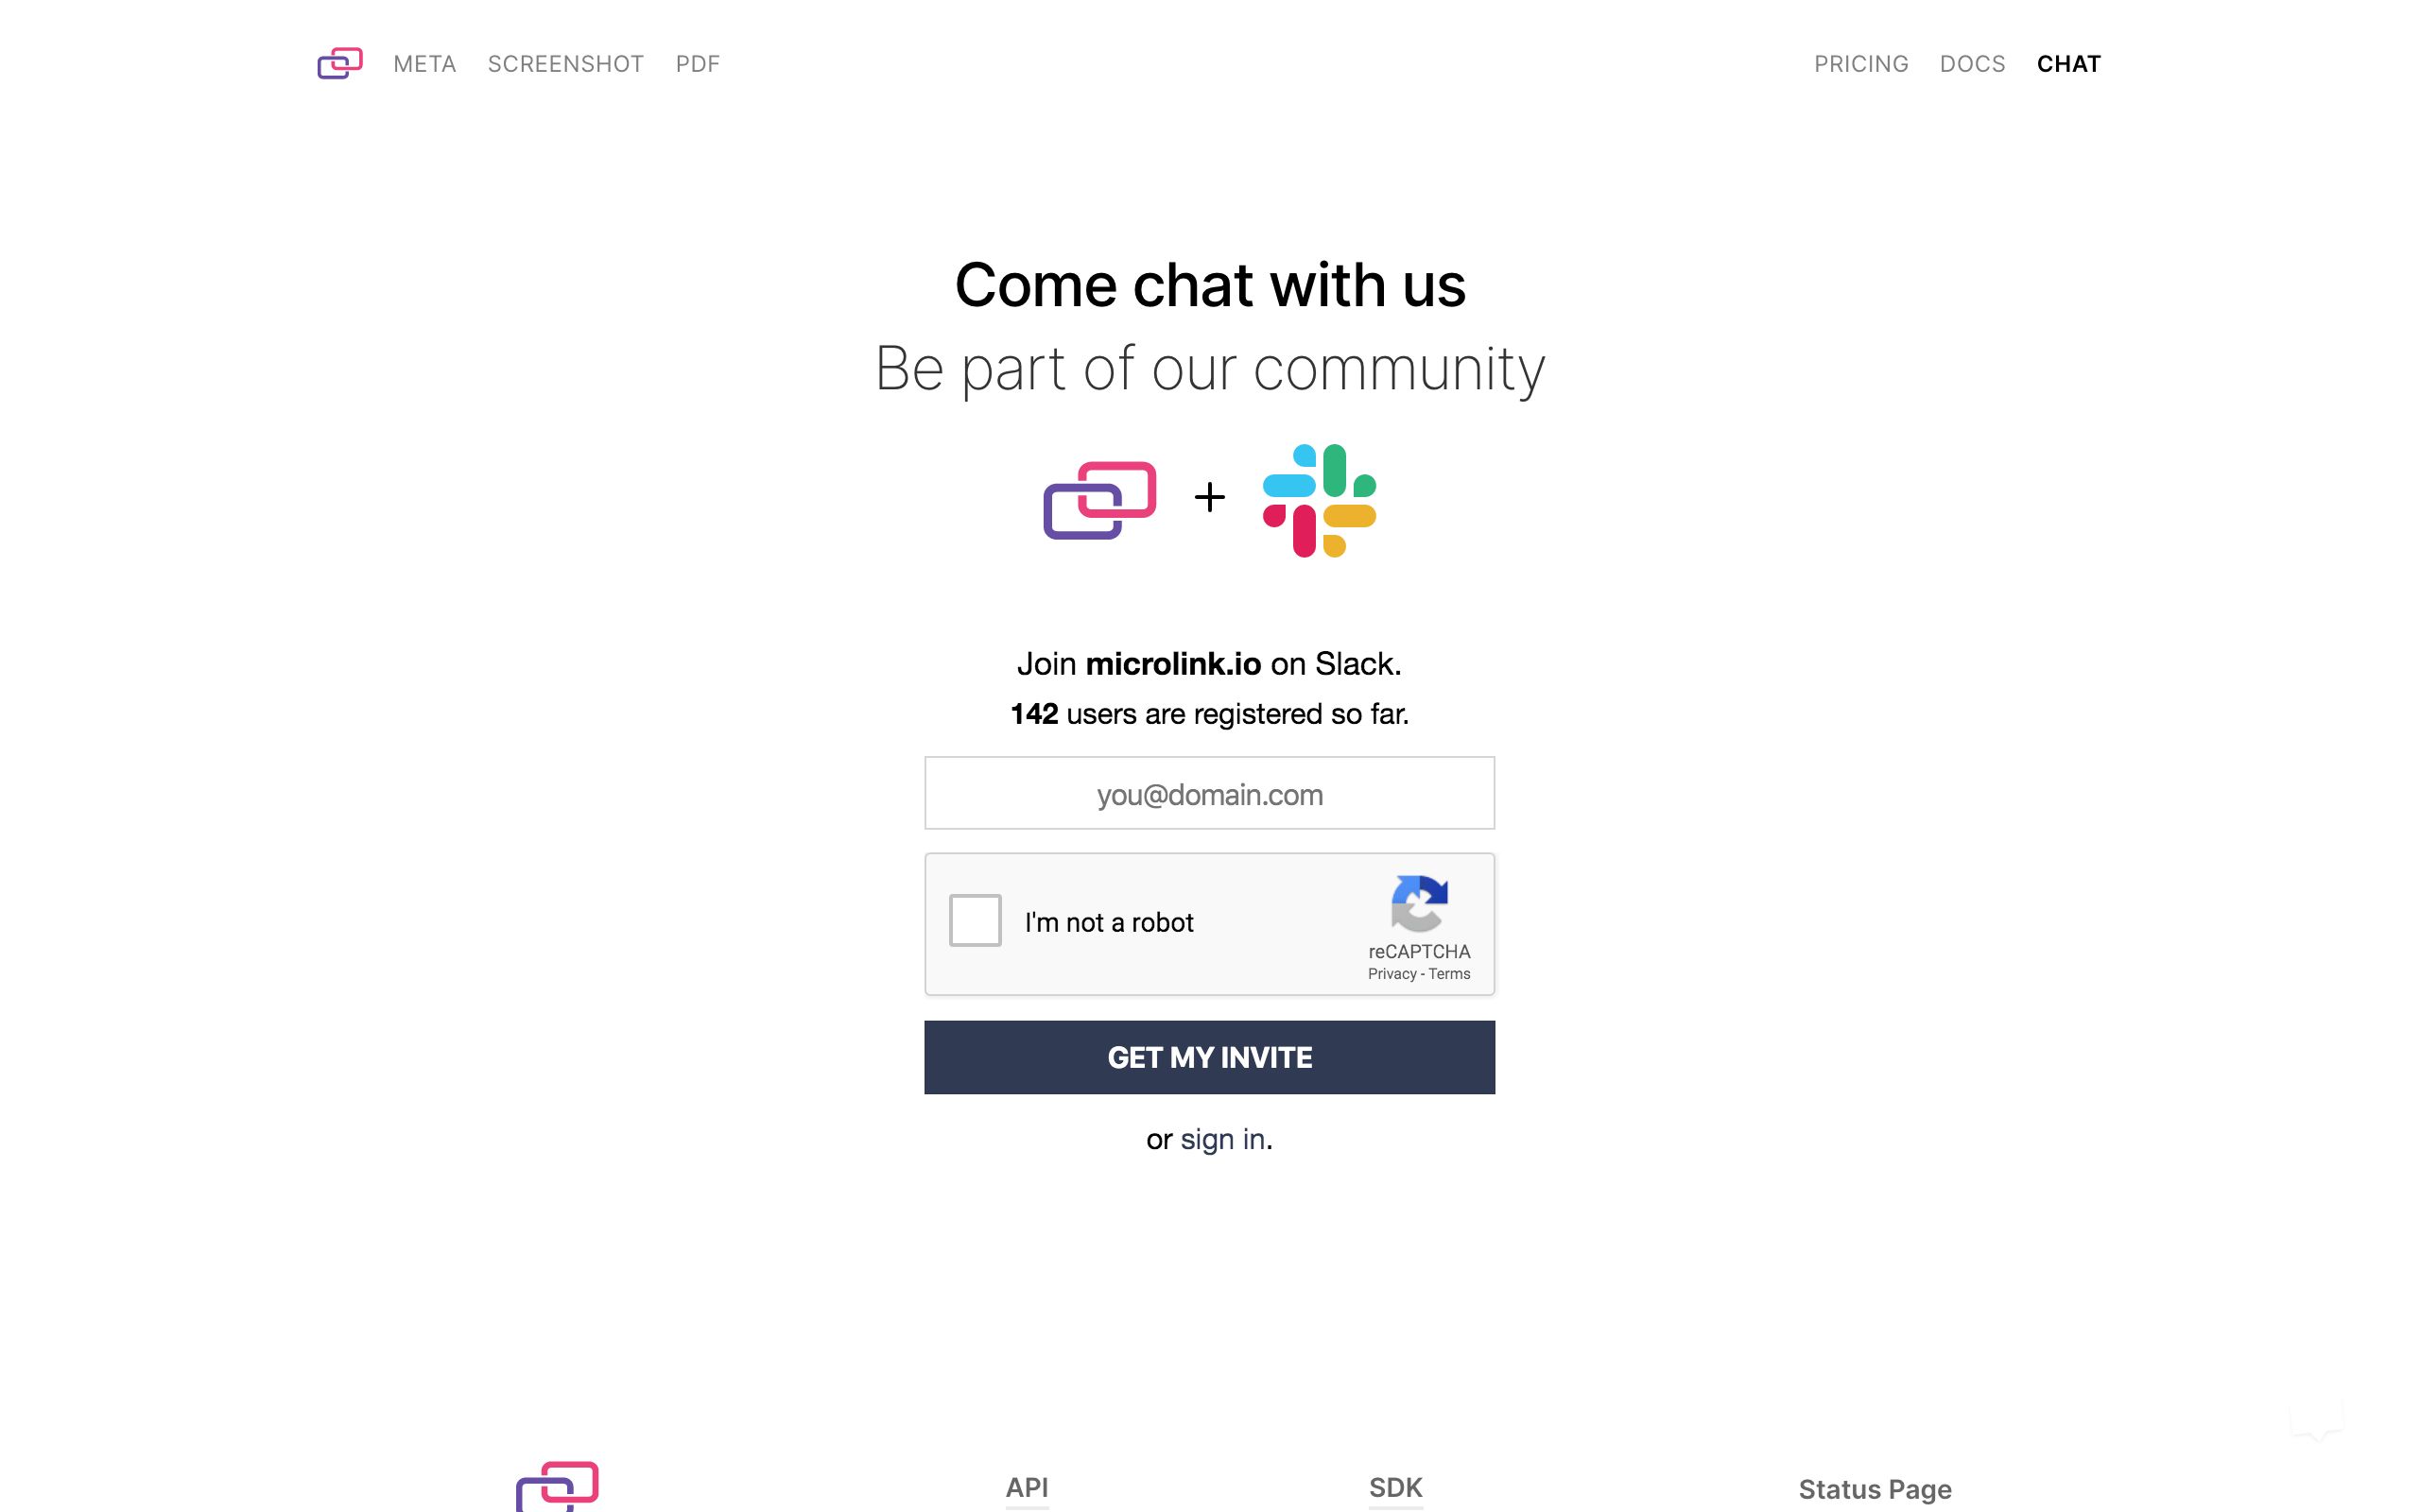 META SCREENSHOT PDF PRICING DOCS CHAT
Come chat with us
Be part of our community
+
Join microlink.io on Slack.
142 users are registered so far.
you@domain.com
I'm not a robot
reCAPTCHA
Privacy - Terms
GET MY INVITE
or sign in.
API SDK Status Page